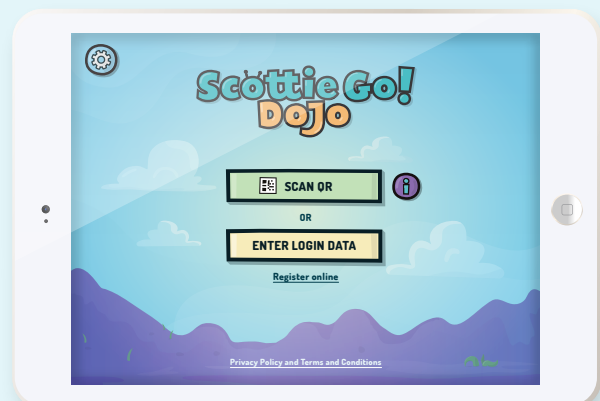 Scottie Go!
DoJo
SCAN QR
OR
ENTER LOGIN DATA
Register online
Privacy Policy and Terms and Conditions